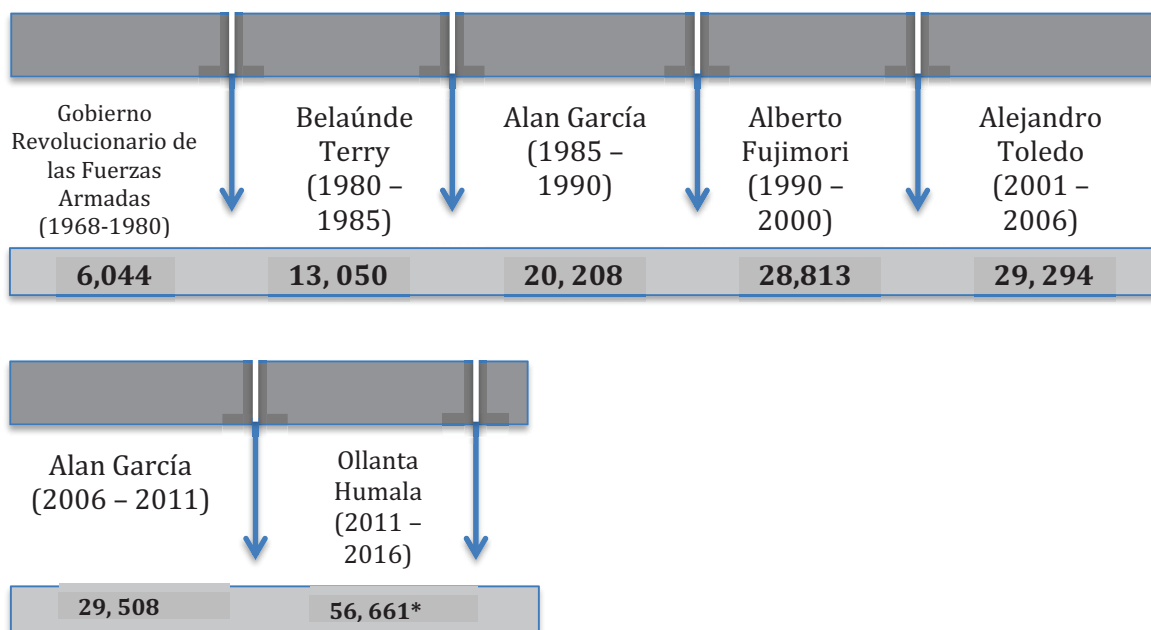 Gobierno
Revolucionario de
las Fuerzas
Armadas
(1968-1980)
Belaúnde
Terry
(1980 –
1985)
Alan García
(1985 –
1990)
Alberto
Fujimori
(1990 –
2000)
Alejandro
Toledo
(2001 –
2006)
6,044
13, 050
20, 208
28,813
29, 294
Alan García
(2006 – 2011)
Ollanta
Humala
(2011 –
2016)
29, 508
56, 661*